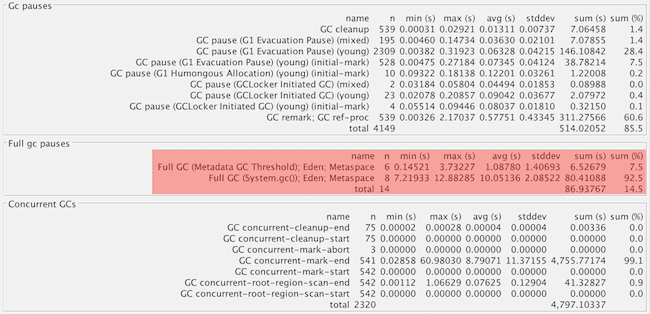 Gc pauses
name n min (s) max (s) avg (s) stddev sum (s) sum (%)
GC cleanup 539 0.00031 0.02921 0.01311 0.00737 7.06458 1.4
GC pause (G1 Evacuation Pause) (mixed) 195 0.00460 0.14734 0.03630 0.02101 7.07855 1.4
GC pause (G1 Evacuation Pause) (young) 2309 0.00382 0.31923 0.06328 0.04215 146.10842 28.4
GC pause (G1 Evacuation Pause) (young) (initial-mark) 528 0.00475 0.27184 0.07345 0.04124 38.78214 7.5
GC pause (G1 Humongous Allocation) (young) (initial-mark) 10 0.09322 0.18138 0.12201 0.03261 1.22008 0.2
GC pause (GCLocker Initiated GC) (mixed) 2 0.03184 0.05804 0.04494 0.01853 0.08988 0.0
GC pause (GCLocker Initiated GC) (young) 23 0.02078 0.20857 0.09042 0.03677 2.07972 0.4
GC pause (GCLocker Initiated GC) (young) (initial-mark) 4 0.05514 0.09446 0.08037 0.01810 0.32150 0.1
GC remark; GC ref-proc 539 0.00326 2.17037 0.57751 0.43345 311.27566 60.6
total 4149 514.02052 85.5
Full gc pauses
name n min (s) max (s) avg (s) stddev sum (s) sum (%)
Full GC (Metadata GC Threshold); Eden; Metaspace 6 0.14521 3.73227 1.08780 1.40693 6.52679 7.5
Full GC (System.gc()); Eden; Metaspace 8 7.21933 12.88285 10.05136 2.08522 80.41088 92.5
total 14 86.93767 14.5
Concurrent GCs
name n min (s) max (s) avg (s) stddev sum (s) sum (%)
GC concurrent-cleanup-end 75 0.00002 0.00028 0.00004 0.00004 0.00336 0.0
GC concurrent-cleanup-start 75 0.00000 0.00000 0.00000 0.00000 0.00000 0.0
GC concurrent-mark-abort 3 0.00000 0.00000 0.00000 0.00000 0.00000 0.0
GC concurrent-mark-end 541 0.02858 60.98030 8.79071 11.37155 4,755.77174 99.1
GC concurrent-mark-start 542 0.00000 0.00000 0.00000 0.00000 0.00000 0.0
GC concurrent-root-region-scan-end 542 0.00112 1.06629 0.07625 0.12904 41.32827 0.9
GC concurrent-root-region-scan-start 542 0.00000 0.00000 0.00000 0.00000 0.00000 0.0
total 2320 4,797.10337